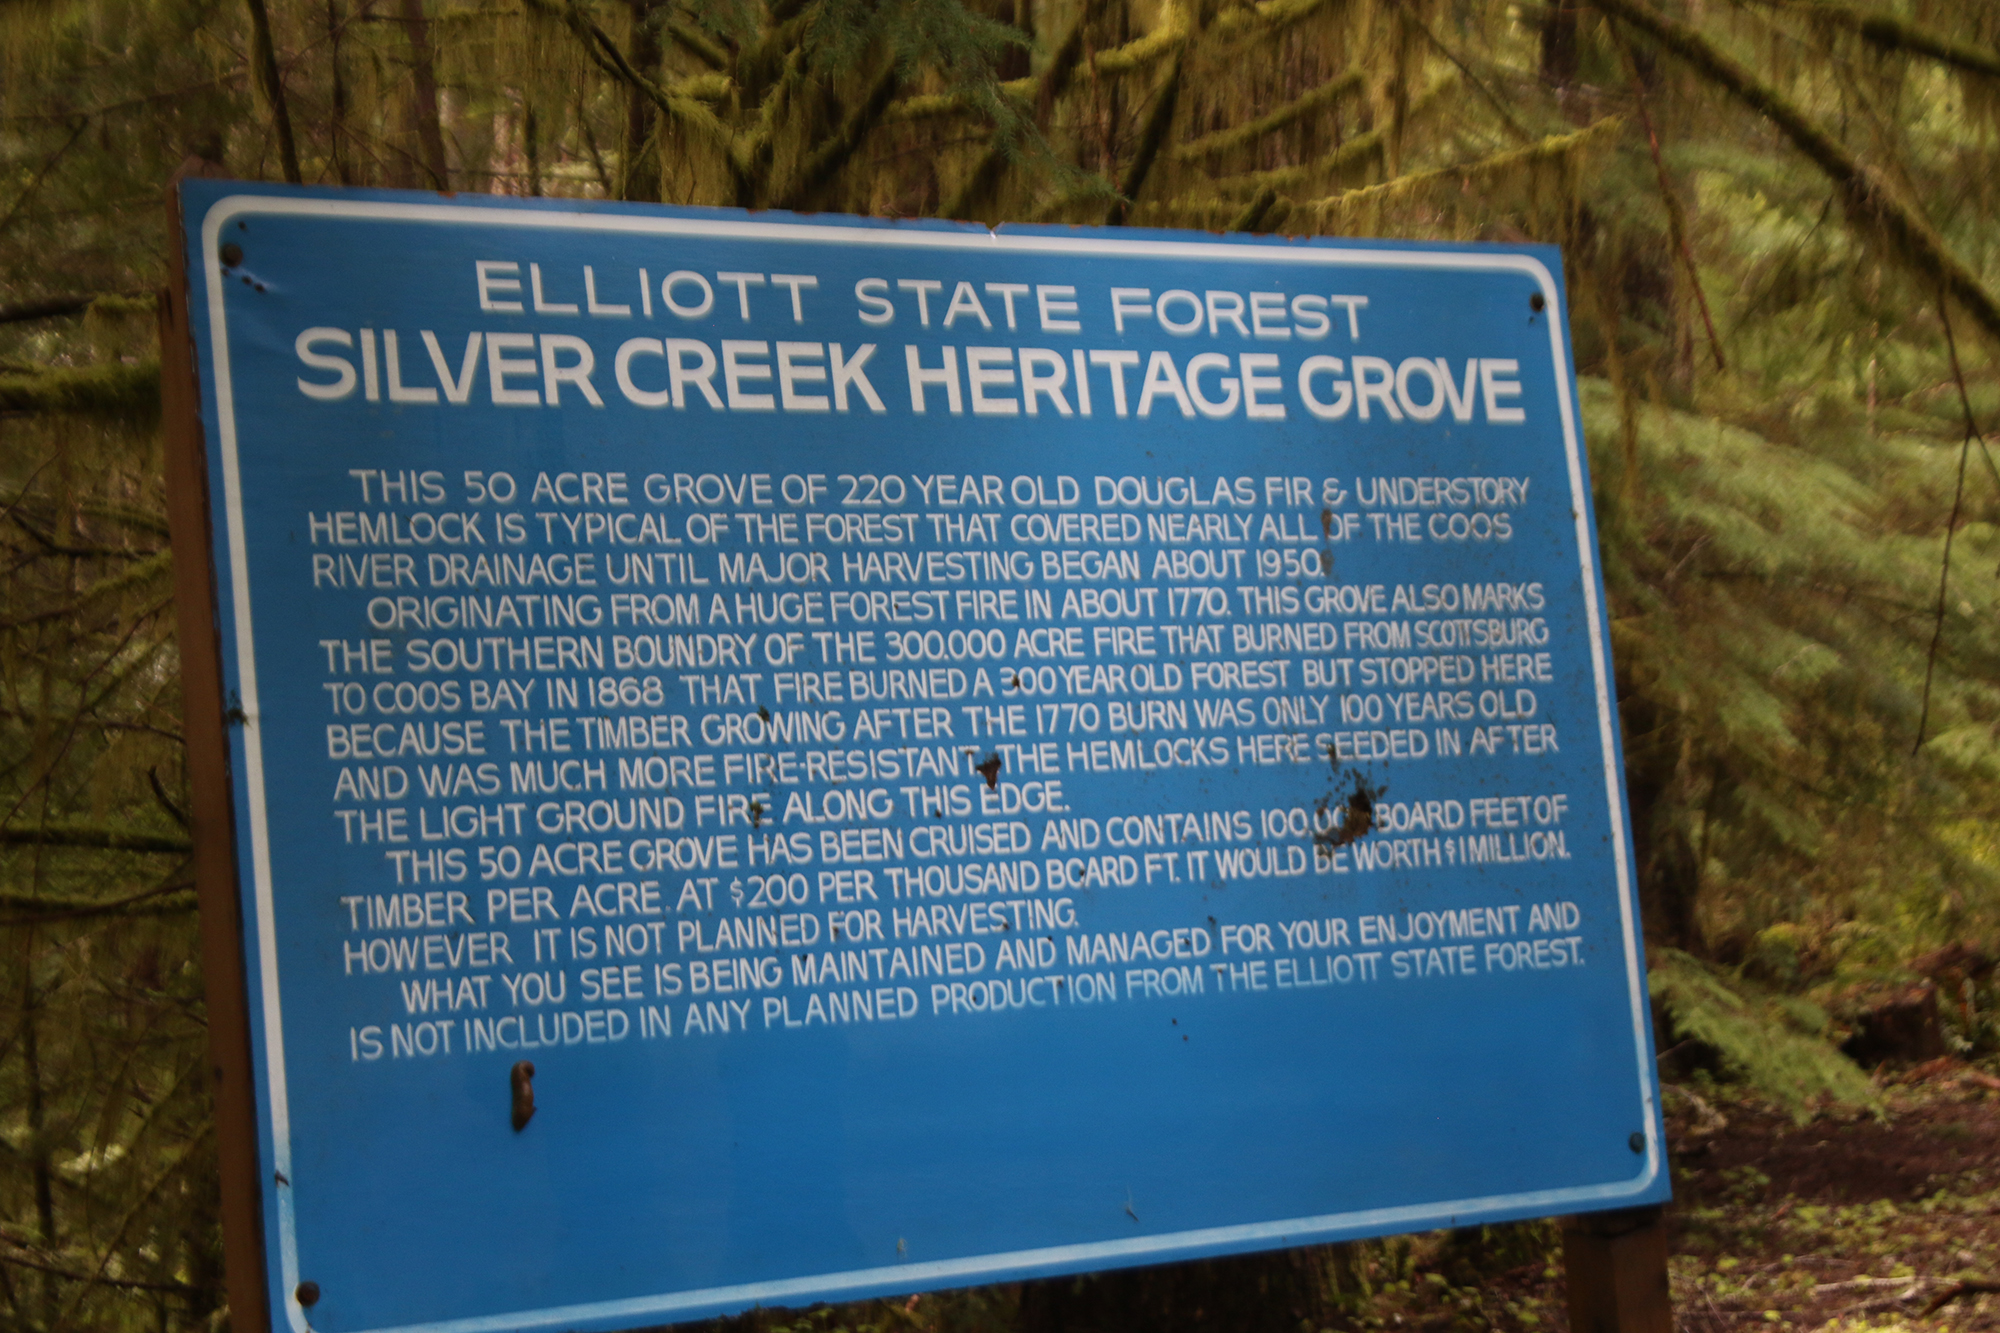 ELLIOTT STATE FOREST
SILVER CREEK HERITAGE GROVE
THIS 50 ACRE GROVE OF 220 YEAR OLD DOUGLAS FIR & UNDERSTORY
HEMLOCK IS TYPICAL OF THE FOREST THAT COVERED NEARLY ALL OF THE COOS
RIVER DRAINAGE UNTIL MAJOR HARVESTING BEGAN ABOUT 1950.
ORIGINATING FROM A HUGE FOREST FIRE IN ABOUT 1770. THIS GROVE ALSO MARKS
THE SOUTHERN BOUNDRY OF THE 300,000 ACRE FIRE THAT BURNED FROM SCOTTSBURG
TO COOS BAY IN 1868 THAT FIRE BURNED A 300 YEAR OLD FOREST BUT STOPPED HERE
BECAUSE THE TIMBER GROWING AFTER THE 1770 BURN WAS ONLY 100 YEARS OLD
AND WAS MUCH MORE FIRE-RESISTANT. THE HEMLOCKS HERE SEEDED IN AFTER
THE LIGHT GROUND FIRE ALONG THIS EDGE.
THIS 50 ACRE GROVE HAS BEEN CRUISED AND CONTAINS 100,000 BOARD FEET OF
TIMBER PER ACRE. AT $200 PER THOUSAND BOARD FT. IT WOULD BE WORTH $1 MILLION.
HOWEVER IT IS NOT PLANNED FOR HARVESTING.
WHAT YOU SEE IS BEING MAINTAINED AND MANAGED FOR YOUR ENJOYMENT AND
IS NOT INCLUDED IN ANY PLANNED PRODUCTION FROM THE ELLIOTT STATE FOREST.